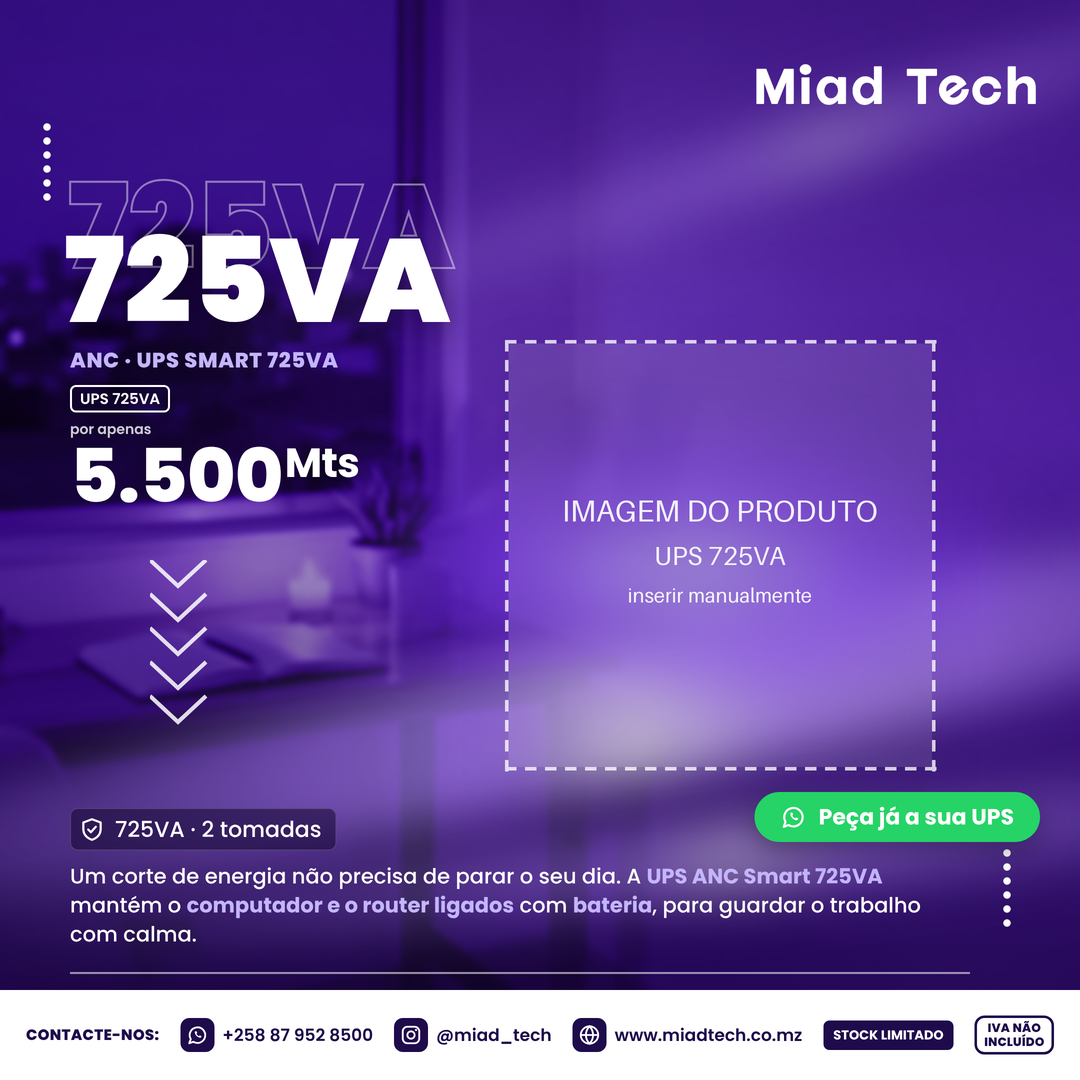 Miad Tech
725VA
725VA
ANC · UPS SMART 725VA
UPS 725VA
por apenas
5.500Mts
IMAGEM DO PRODUTO
UPS 725VA
inserir manualmente
Peça já a sua UPS
725VA · 2 tomadas
Um corte de energia não precisa de parar o seu dia. A UPS ANC Smart 725VA
mantém o computador e o router ligados com bateria, para guardar o trabalho
com calma.
CONTACTE-NOS: +258 87 952 8500 @miad_tech www.miadtech.co.mz STOCK LIMITADO IVA NÃO
INCLUÍDO